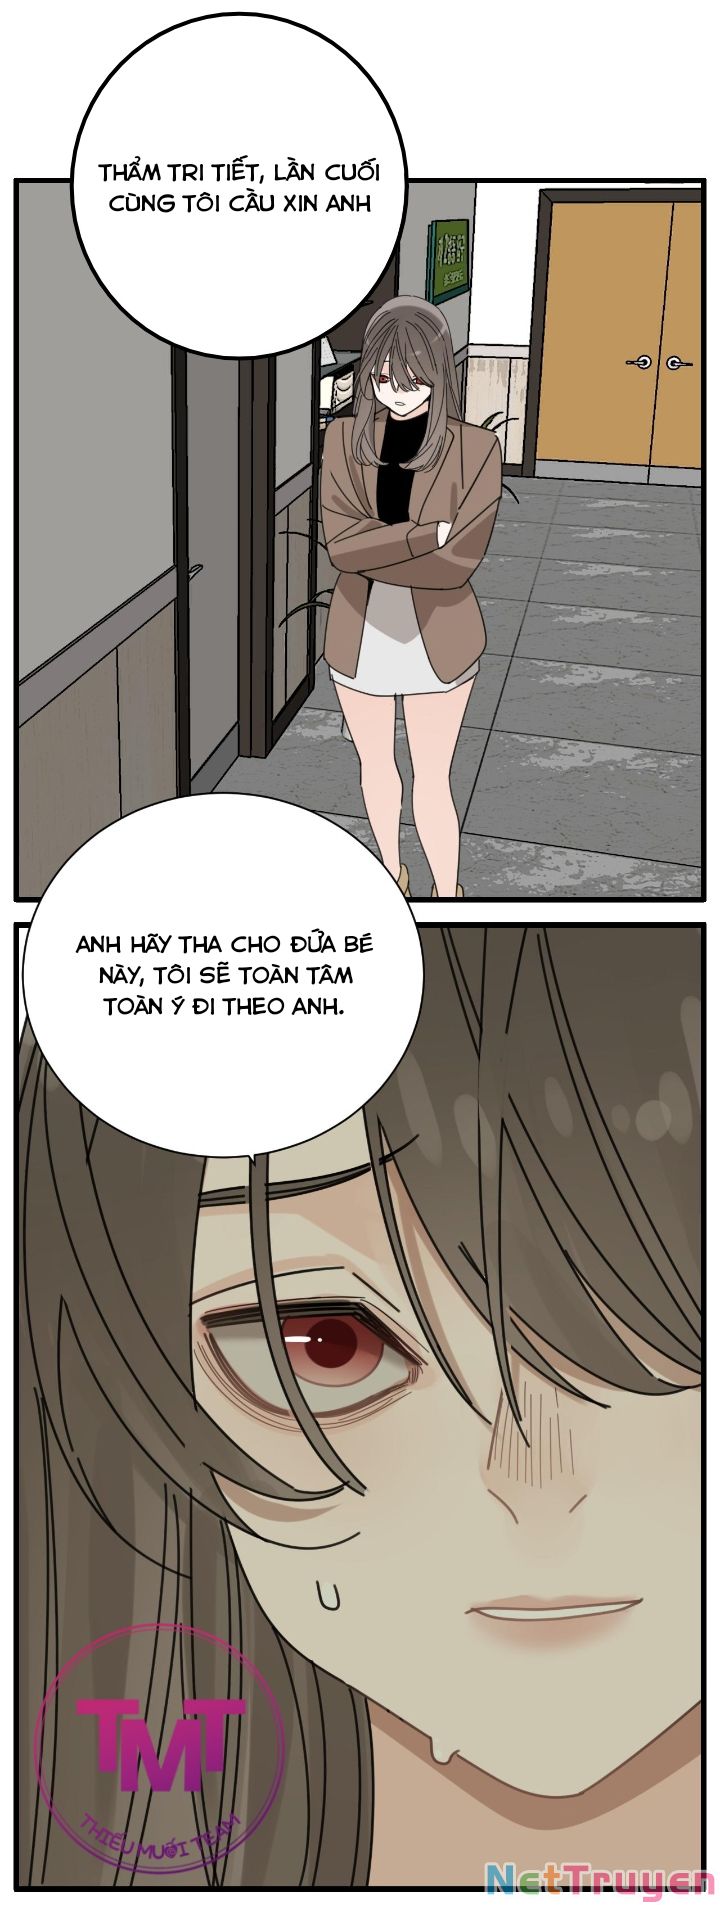 THẨM TRI TIẾT, LẦN CUỐI
CÙNG TÔI CẦU XIN ANH
ANH HÃY THA CHO ĐỨA BÉ
NÀY, TÔI SẼ TOÀN TÂM
TOÀN Ý ĐI THEO ANH.
TMT
THIẾU MUỐI TEAM
NetTruyen